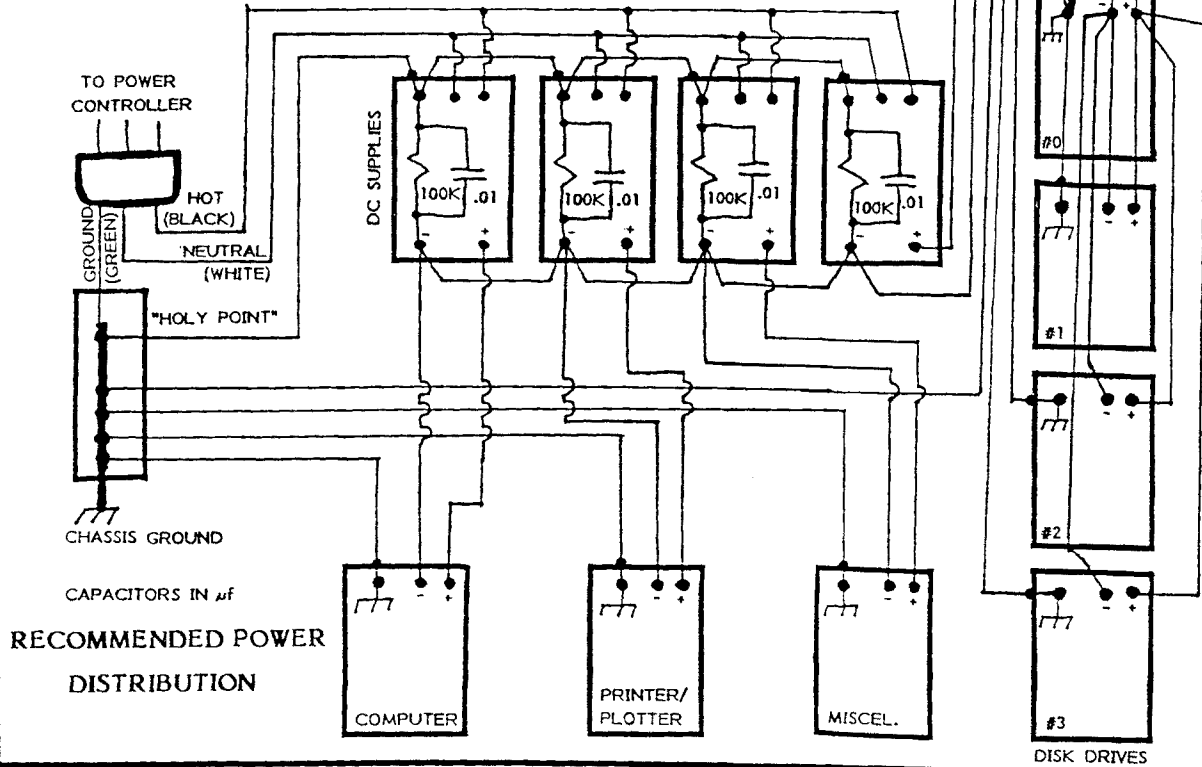 TO POWER
CONTROLLER
HOT
(BLACK)
GROUND
(GREEN)
NEUTRAL
(WHITE)
"HOLY POINT"
CHASSIS GROUND
CAPACITORS IN µf
RECOMMENDED POWER
DISTRIBUTION
DC SUPPLIES
100K .01
- +
100K .01
- +
100K .01
- +
100K .01
- +
- +
#0
- +
#1
- +
#2
- +
#3
DISK DRIVES
- +
COMPUTER
- +
PRINTER/
PLOTTER
- +
MISCEL.